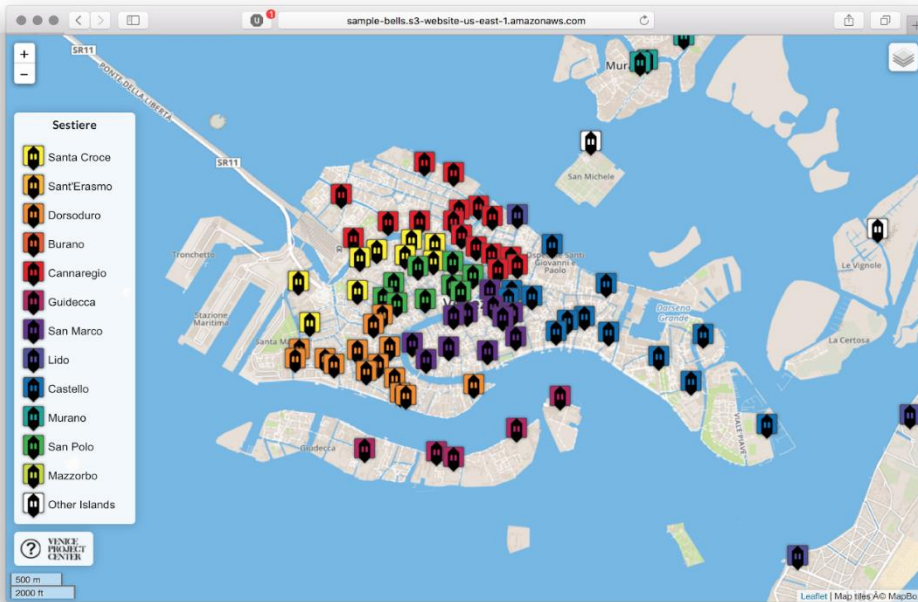 1
sample-bells.s3-website-us-east-1.amazonaws.com
+
−
SR11
PONTE DELLA LIBERTÀ
SR11
San Michele
Le Vignole
La Certosa
Tronchetto
Stazione
Marittima
Darsena
Grande
Giovanni e
Paolo
Giudecca
VIALE PIAVE
Sestiere
Santa Croce
Sant'Erasmo
Dorsoduro
Burano
Cannaregio
Guidecca
San Marco
Lido
Castello
Murano
San Polo
Mazzorbo
Other Islands
?
VENICE
PROJECT
CENTER
500 m
2000 ft
Leaflet | Map tiles Â© MapBo